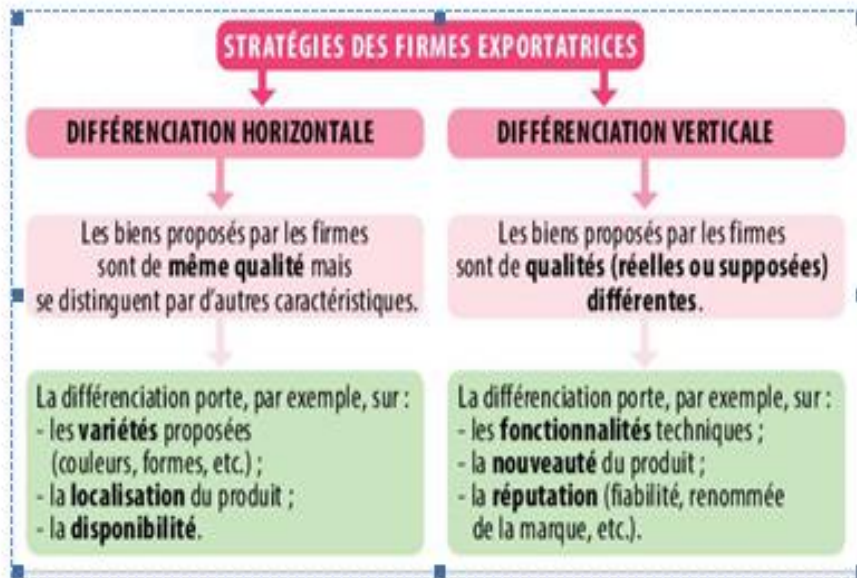 STRATÉGIES DES FIRMES EXPORTATRICES
DIFFÉRENCIATION HORIZONTALE
Les biens proposés par les firmes
sont de même qualité mais
se distinguent par d'autres caractéristiques.
La différenciation porte, par exemple, sur :
- les variétés proposées
(couleurs, formes, etc.) ;
- la localisation du produit ;
- la disponibilité.
DIFFÉRENCIATION VERTICALE
Les biens proposés par les firmes
sont de qualités (réelles ou supposées)
différentes.
La différenciation porte, par exemple, sur :
- les fonctionnalités techniques ;
- la nouveauté du produit ;
- la réputation (fiabilité, renommée
de la marque, etc.).